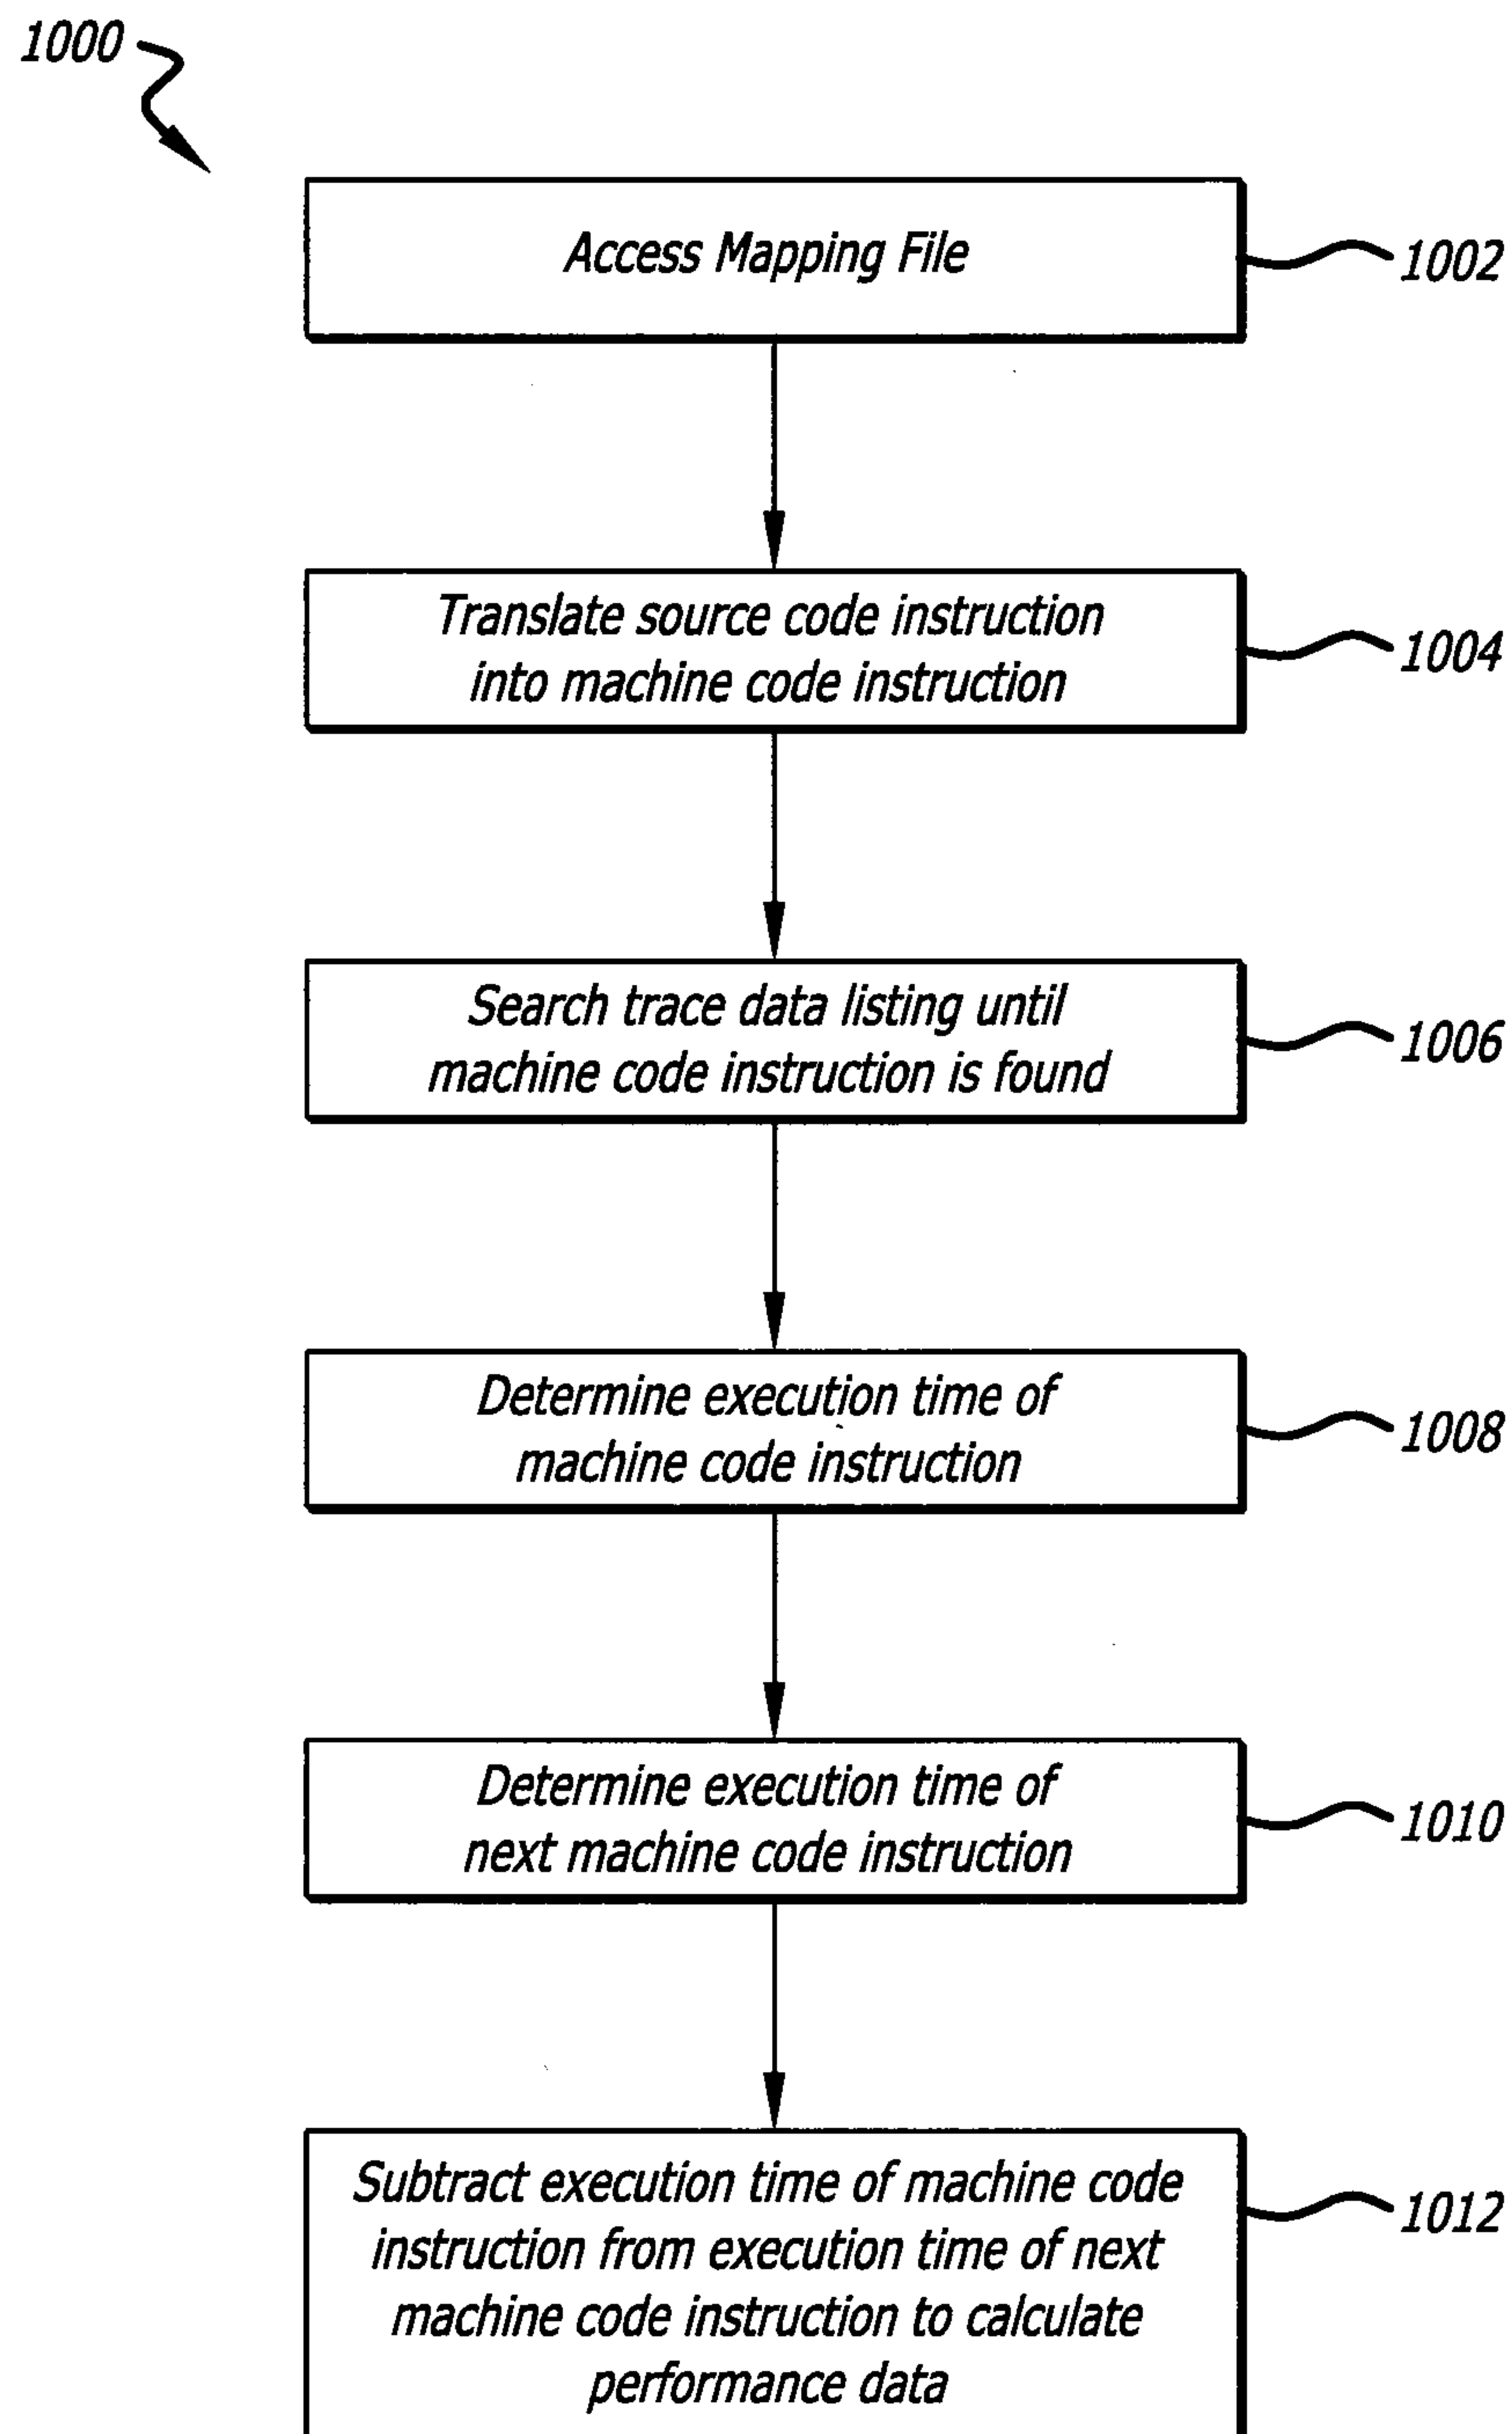 1000
Access Mapping File
1002
Translate source code instruction
into machine code instruction
1004
Search trace data listing until
machine code instruction is found
1006
Determine execution time of
machine code instruction
1008
Determine execution time of
next machine code instruction
1010
Subtract execution time of machine code
instruction from execution time of next
machine code instruction to calculate
performance data
1012